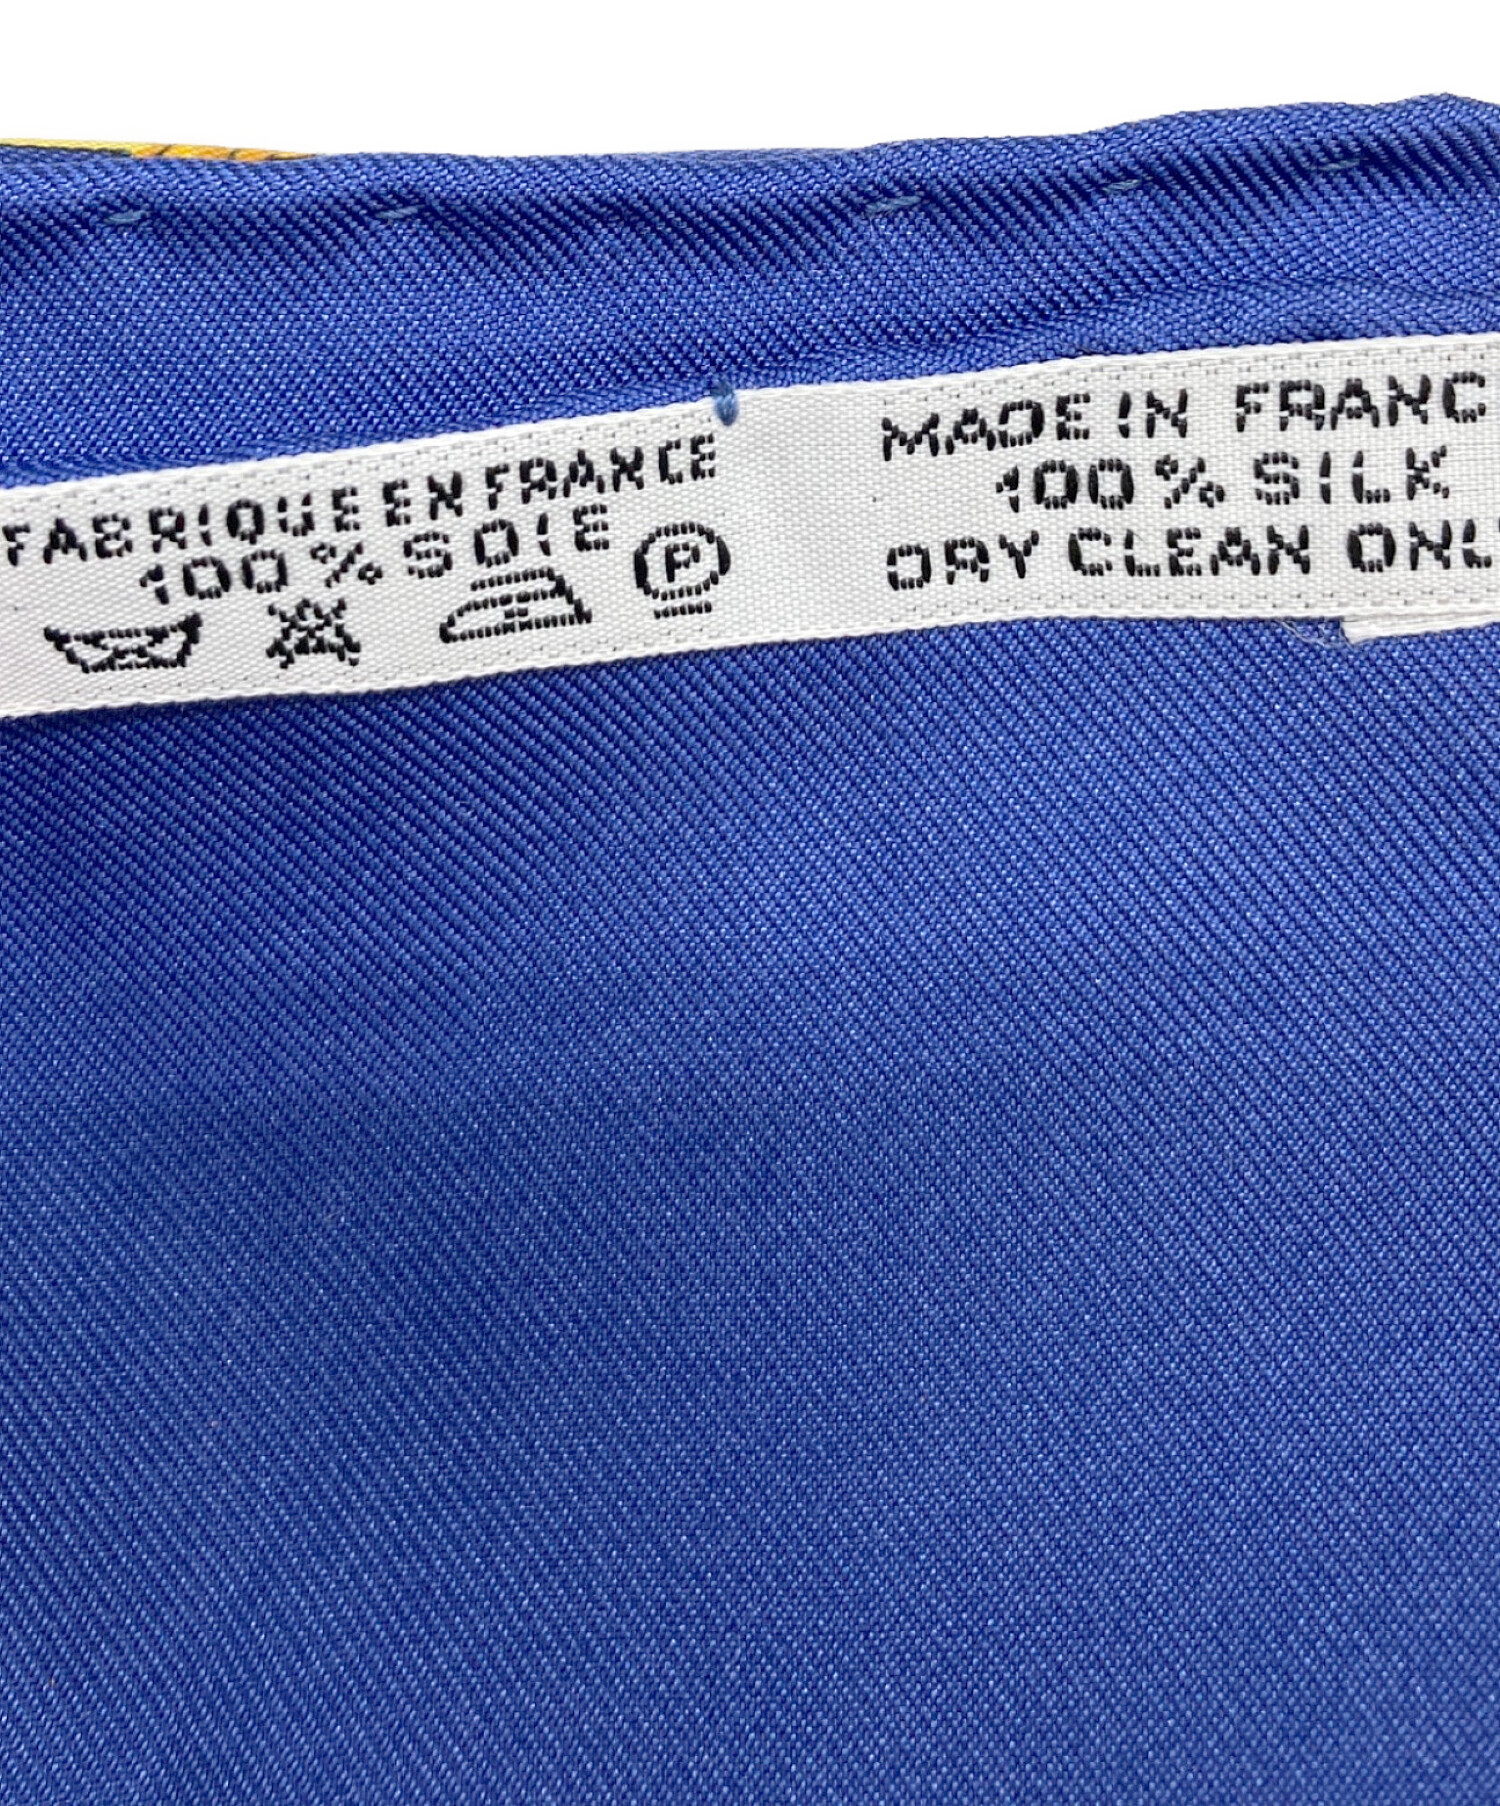 FABRIQUE EN FRANCE
100% SOIE
P
MADE IN FRANC
100% SILK
DRY CLEAN ONL